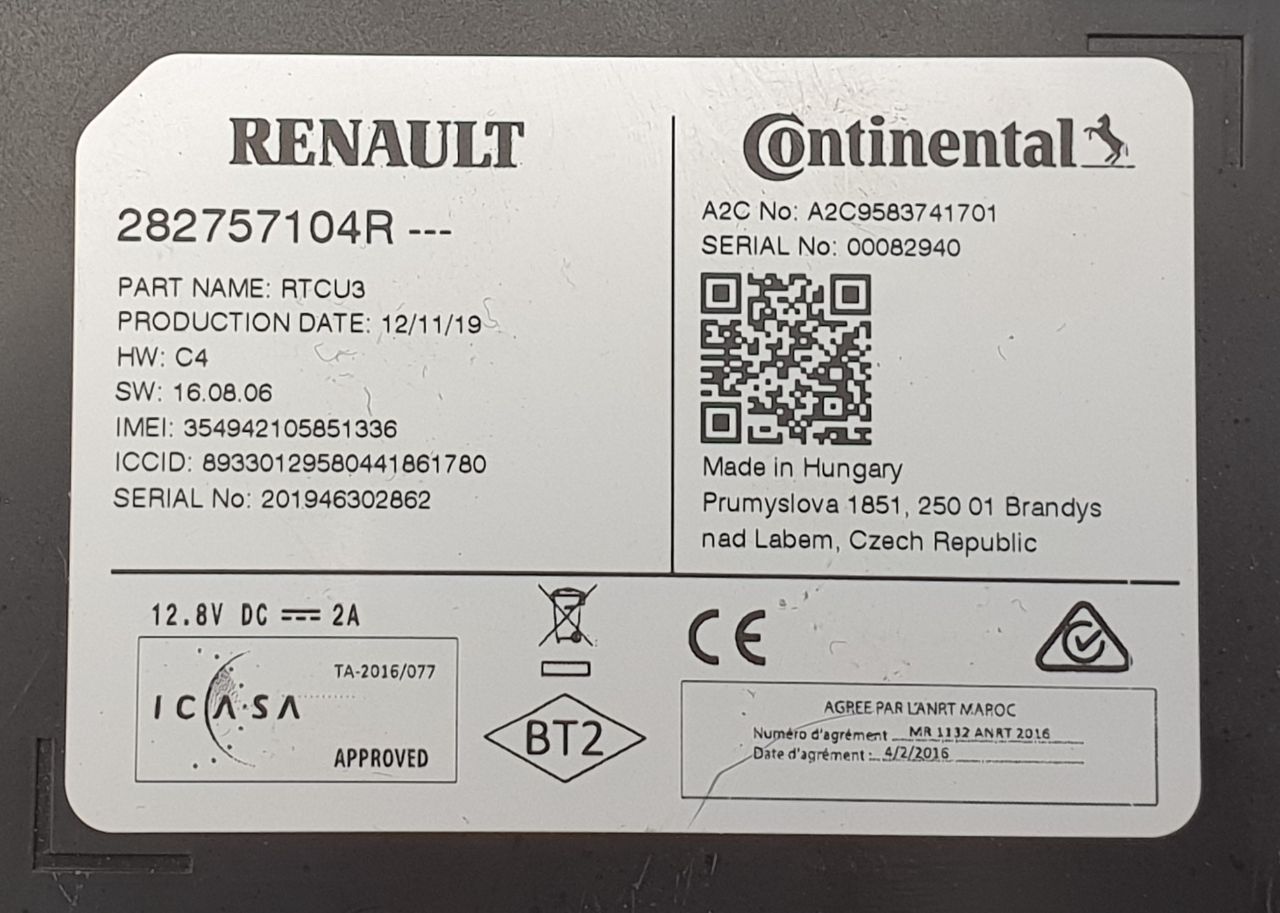 RENAULT
282757104R ---
PART NAME: RTCU3
PRODUCTION DATE: 12/11/19
HW: C4
SW: 16.08.06
IMEI: 354942105851336
ICCID: 89330129580441861780
SERIAL No: 201946302862
Continental
A2C No: A2C9583741701
SERIAL No: 00082940
Made in Hungary
Prumyslova 1851, 250 01 Brandys
nad Labem, Czech Republic
12.8V DC 2A
TA-2016/077
ICASA
APPROVED
BT2
CE
AGREE PAR L'ANRT MAROC
Numéro d'agrément MR 1132 ANRT 2016
Date d'agrément : 4/2/2016